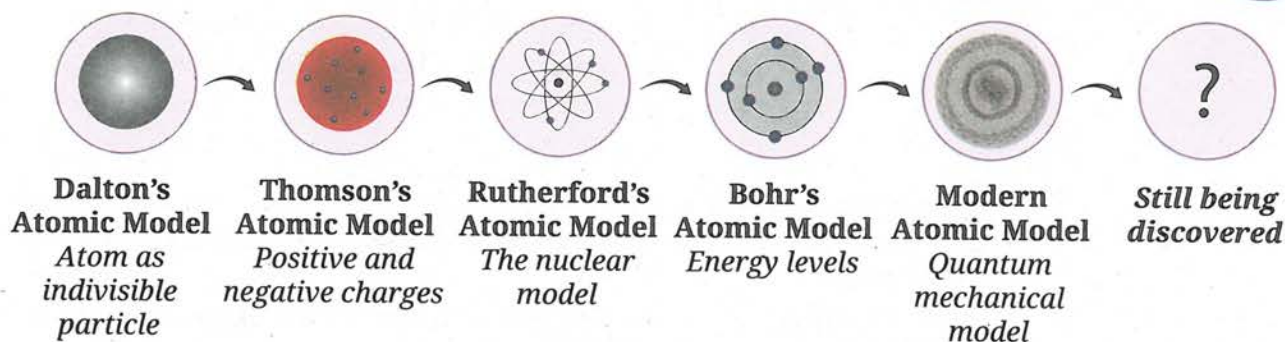 ?
Dalton's
Atomic Model
Atom as
indivisible
particle
Thomson's
Atomic Model
Positive and
negative charges
Rutherford's
Atomic Model
The nuclear
model
Bohr's
Atomic Model
Energy levels
Modern
Atomic Model
Quantum
mechanical
model
Still being
discovered